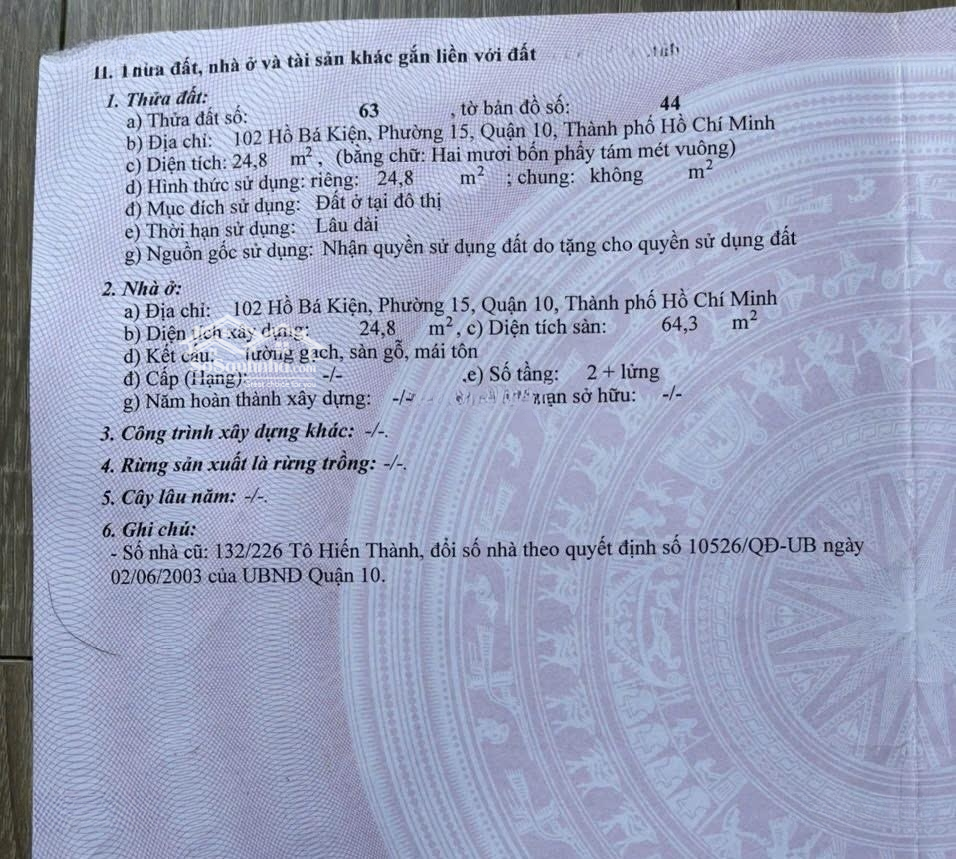 II. Thửa đất, nhà ở và tài sản khác gắn liền với đất
1. Thửa đất:
a) Thửa đất số: 63 , tờ bản đồ số: 44
b) Địa chỉ: 102 Hồ Bá Kiện, Phường 15, Quận 10, Thành phố Hồ Chí Minh
c) Diện tích: 24,8 m², (bằng chữ: Hai mươi bốn phẩy tám mét vuông)
d) Hình thức sử dụng: riêng: 24,8 m² ; chung: không m²
đ) Mục đích sử dụng: Đất ở tại đô thị
e) Thời hạn sử dụng: Lâu dài
g) Nguồn gốc sử dụng: Nhận quyền sử dụng đất do tặng cho quyền sử dụng đất
2. Nhà ở:
a) Địa chỉ: 102 Hồ Bá Kiện, Phường 15, Quận 10, Thành phố Hồ Chí Minh
b) Diện tích xây dựng: 24,8 m², c) Diện tích sàn: 64,3 m²
d) Kết cấu: Tường gạch, sàn gỗ, mái tôn
đ) Cấp (Hạng): -/- .e) Số tầng: 2 + lửng
g) Năm hoàn thành xây dựng: -/- hạn sở hữu: -/-
3. Công trình xây dựng khác: -/-.
4. Rừng sản xuất là rừng trồng: -/-.
5. Cây lâu năm: -/-.
6. Ghi chú:
- Số nhà cũ: 132/226 Tô Hiến Thành, đổi số nhà theo quyết định số 10526/QĐ-UB ngày
02/06/2003 của UBND Quận 10.